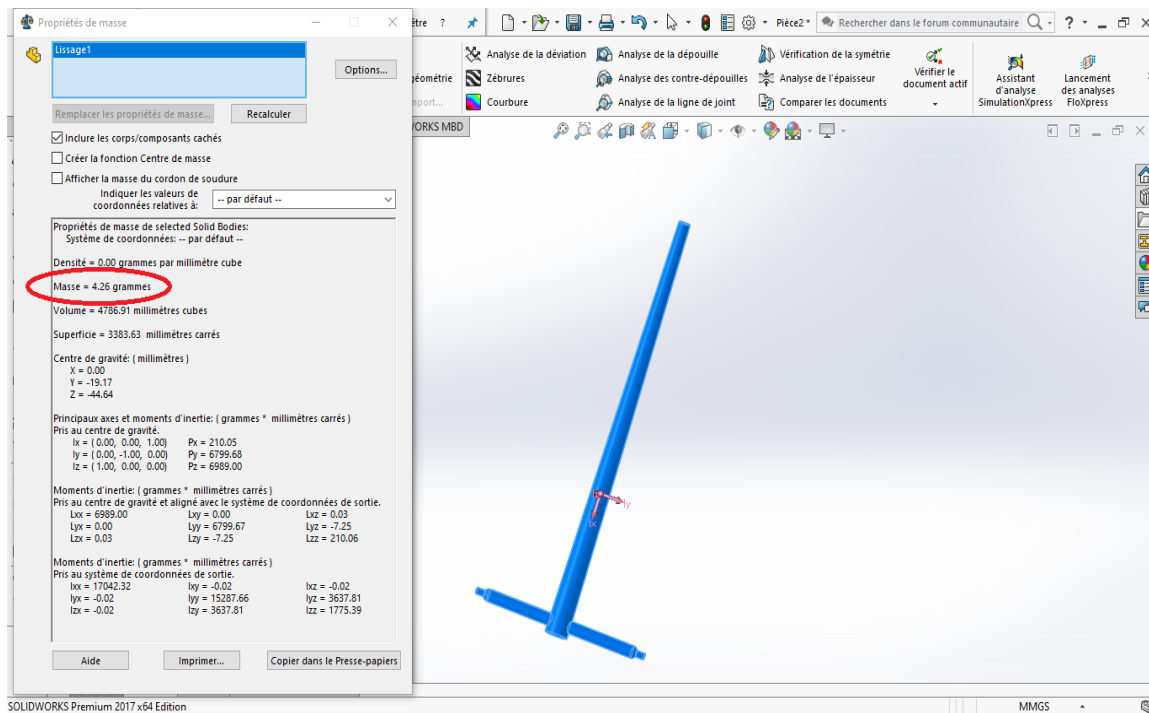 Propriétés de masse
être ?
Pièce2 *
Rechercher dans le forum communautaire
?
Lissage1
Options...
Remplacer les propriétés de masse...
Recalculer
Inclure les corps/composants cachés
Créer la fonction Centre de masse
Afficher la masse du cordon de soudure
Indiquer les valeurs de
coordonnées relatives à:
-- par défaut --
Propriétés de masse de selected Solid Bodies:
Système de coordonnées: -- par défaut --
Densité = 0.00 grammes par millimètre cube
Masse = 4.26 grammes
Volume = 4786.91 millimètres cubes
Superficie = 3383.63 millimètres carrés
Centre de gravité: ( millimètres )
X = 0.00
Y = -19.17
Z = -44.64
Principaux axes et moments d'inertie: ( grammes * millimètres carrés )
Pris au centre de gravité.
Ix = ( 0.00, 0.00, 1.00) Px = 210.05
Iy = ( 0.00, -1.00, 0.00) Py = 6799.68
Iz = ( 1.00, 0.00, 0.00) Pz = 6989.00
Moments d'inertie: ( grammes * millimètres carrés )
Pris au centre de gravité et aligné avec le système de coordonnées de sortie.
Lxx = 6989.00 Lxy = 0.00 Lxz = 0.03
Lyx = 0.00 Lyy = 6799.67 Lyz = -7.25
Lzx = 0.03 Lzy = -7.25 Lzz = 210.06
Moments d'inertie: ( grammes * millimètres carrés )
Pris au système de coordonnées de sortie.
Ixx = 17042.32 Ixy = -0.02 Ixz = -0.02
Iyx = -0.02 Iyy = 15287.66 Iyz = 3637.81
Izx = -0.02 Izy = 3637.81 Izz = 1775.39
Aide
Imprimer...
Copier dans le Presse-papiers
Analyse de la déviation
Zébrures
Courbure
Analyse de la dépouille
Analyse des contre-dépouilles
Analyse de la ligne de joint
Vérification de la symétrie
Analyse de l'épaisseur
Comparer les documents
Vérifier le
document actif
Assistant
d'analyse
SimulationXpress
Lancement
des analyses
FloXpress
éométrie
port...
ORKS MBD
Iy
Ix
SOLIDWORKS Premium 2017 x64 Edition
MMGS